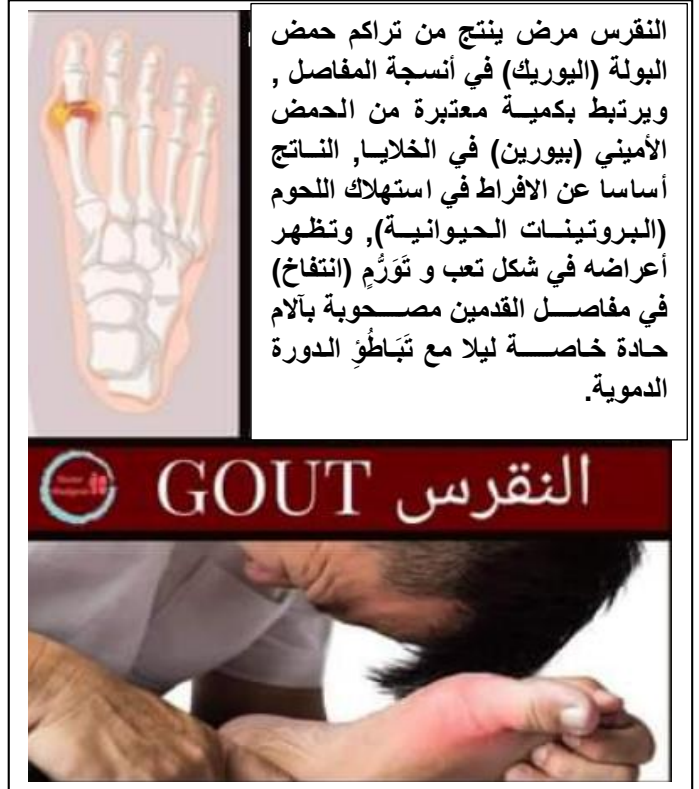 النقرس مرض ينتج من تراكم حمض
البولة (اليوريك) في أنسجة المفاصل ,
ويرتبط بكمية معتبرة من الحمض
الأميني (بيورين) في الخلايا, الناتج
أساسا عن الافراط في استهلاك اللحوم
(البروتينات الحيوانية), وتظهر
أعراضه في شكل تعب و تَوَرُّمٍ (انتفاخ)
في مفاصل القدمين مصحوبة بآلام
حادة خاصة ليلا مع تَبَاطُؤِ الدورة
الدموية.
النقرس GOUT